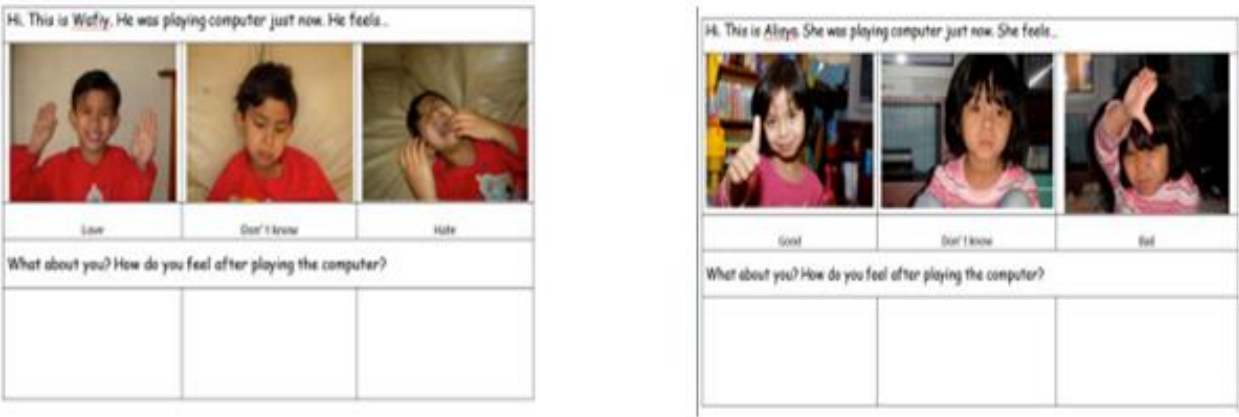 Hi. This is Wafiy. He was playing computer just now. He feels...
Love
Don't know
Hate
What about you? How do you feel after playing the computer?
Hi. This is Alisya. She was playing computer just now. She feels...
Good
Don't know
Bad
What about you? How do you feel after playing the computer?